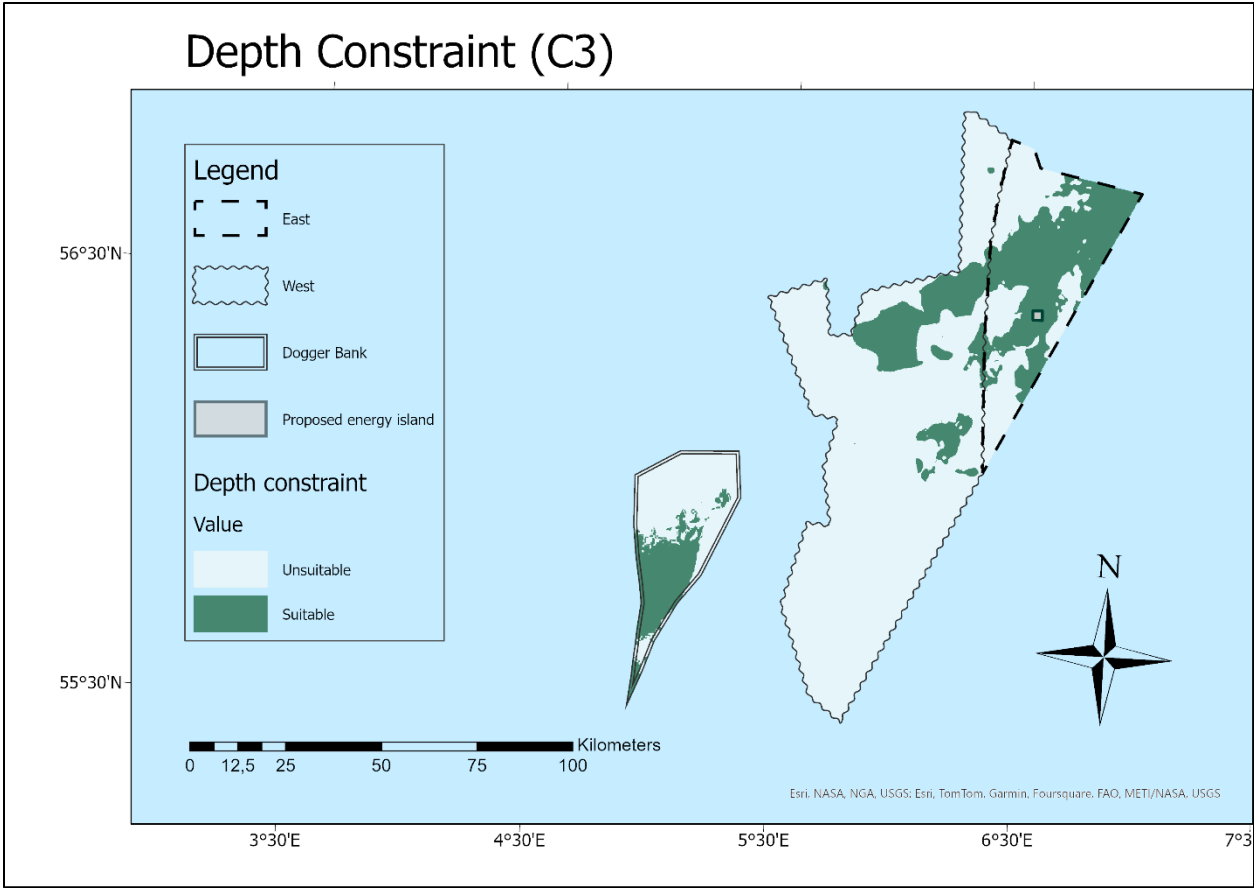 Depth Constraint (C3)
Legend
East
West
Dogger Bank
Proposed energy island
Depth constraint
Value
Unsuitable
Suitable
56°30'N
55°30'N
N
Kilometers
0 12,5 25 50 75 100
Esri, NASA, NGA, USGS; Esri, TomTom, Garmin, Foursquare, FAO, METI/NASA, USGS
3°30'E 4°30'E 5°30'E 6°30'E 7°3